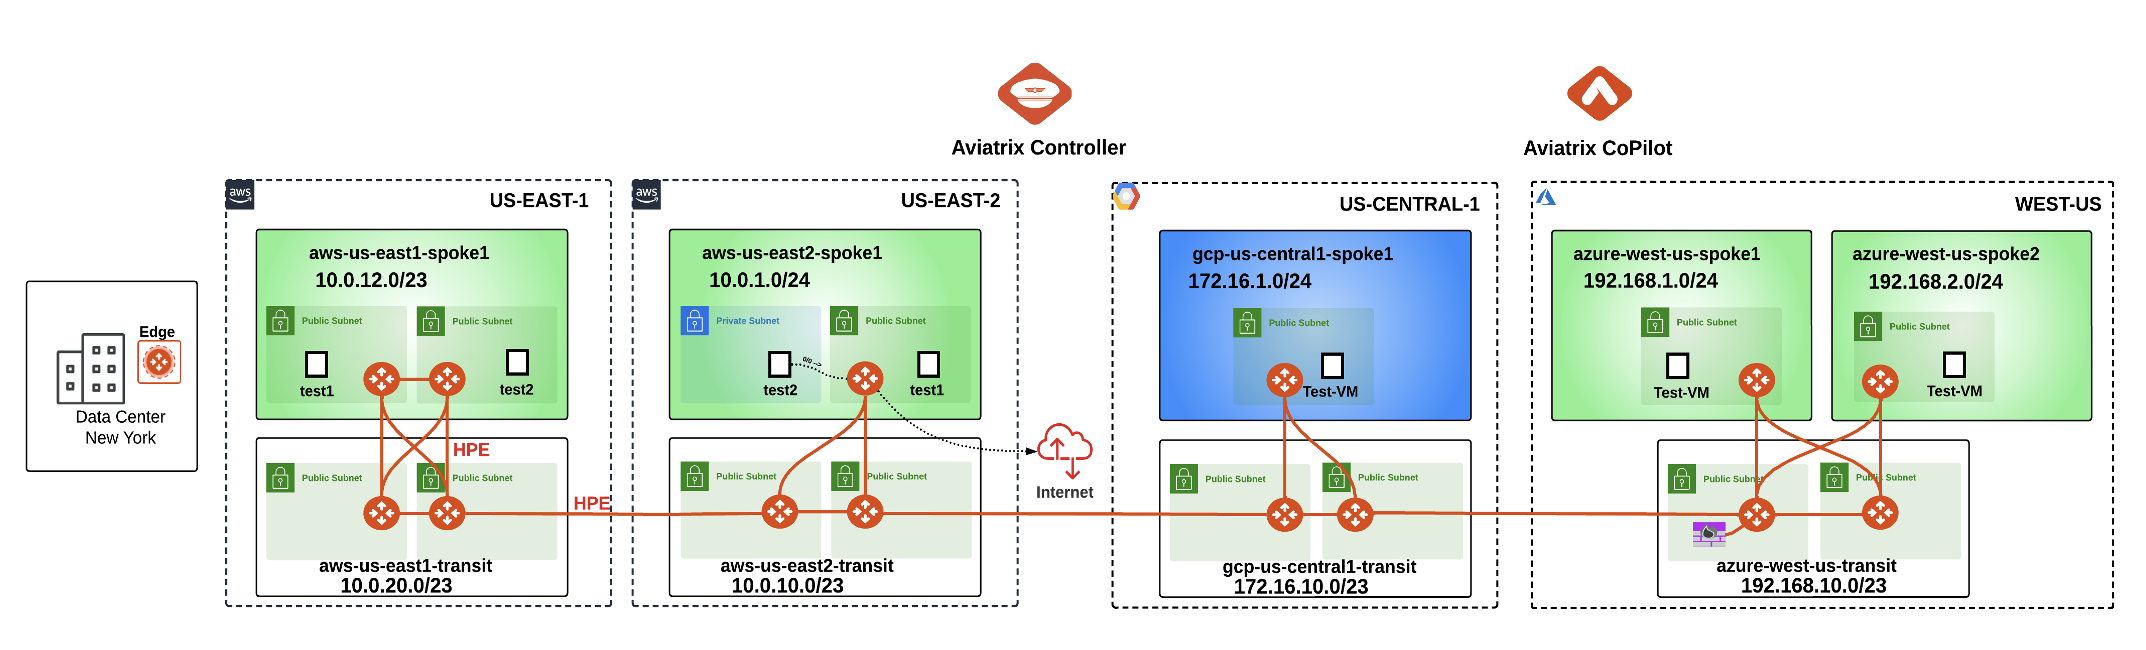 Aviatrix Controller
Aviatrix CoPilot
Edge
Data Center
New York
aws
US-EAST-1
aws-us-east1-spoke1
10.0.12.0/23
Public Subnet
Public Subnet
test1
test2
HPE
Public Subnet
Public Subnet
aws-us-east1-transit
10.0.20.0/23
HPE
aws
US-EAST-2
aws-us-east2-spoke1
10.0.1.0/24
Private Subnet
Public Subnet
0/0 -->
test2
test1
Public Subnet
Public Subnet
aws-us-east2-transit
10.0.10.0/23
Internet
US-CENTRAL-1
gcp-us-central1-spoke1
172.16.1.0/24
Public Subnet
Test-VM
Public Subnet
Public Subnet
gcp-us-central1-transit
172.16.10.0/23
WEST-US
azure-west-us-spoke1
192.168.1.0/24
Public Subnet
Test-VM
azure-west-us-spoke2
192.168.2.0/24
Public Subnet
Test-VM
Public Subnet
Public Subnet
azure-west-us-transit
192.168.10.0/23